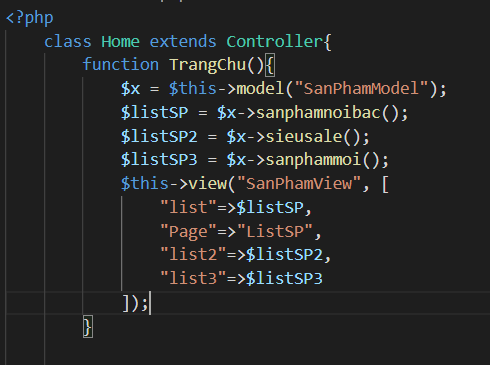 <?php
class Home extends Controller{
function TrangChu(){
$x = $this->model("SanPhamModel");
$listSP = $x->sanphamnoibac();
$listSP2 = $x->sieusale();
$listSP3 = $x->sanphammoi();
$this->view("SanPhamView", [
"list"=>$listSP,
"Page"=>"ListSP",
"list2"=>$listSP2,
"list3"=>$listSP3
]);
}